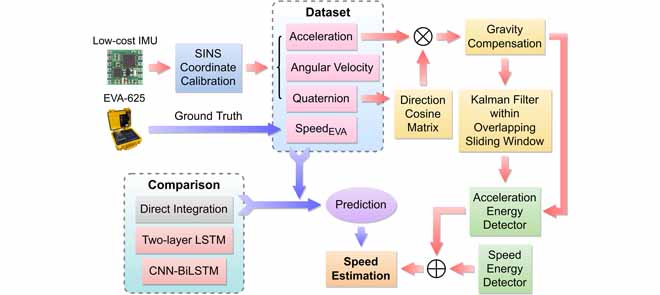 Low-cost IMU
EVA-625
SINS
Coordinate
Calibration
Ground Truth
Dataset
Acceleration
Angular Velocity
Quaternion
Speed_EVA
Direction
Cosine
Matrix
Gravity
Compensation
Kalman Filter
within
Overlapping
Sliding Window
Acceleration
Energy
Detector
Speed
Energy
Detector
Comparison
Direct Integration
Two-layer LSTM
CNN-BiLSTM
Prediction
Speed
Estimation